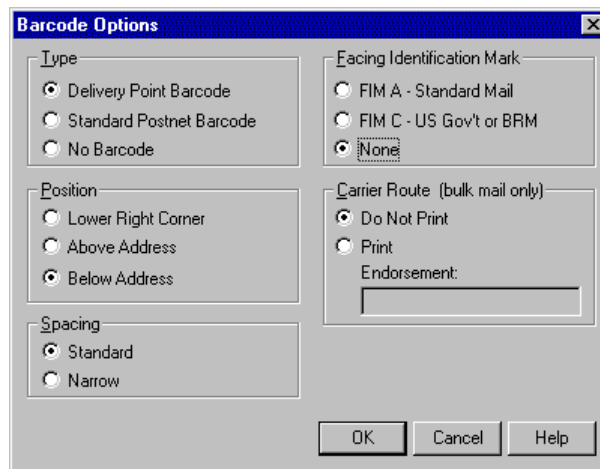 Barcode Options
Type
Delivery Point Barcode
Standard Postnet Barcode
No Barcode
Position
Lower Right Corner
Above Address
Below Address
Spacing
Standard
Narrow
Facing Identification Mark
FIM A - Standard Mail
FIM C - US Gov't or BRM
None
Carrier Route (bulk mail only)
Do Not Print
Print
Endorsement:
OK
Cancel
Help